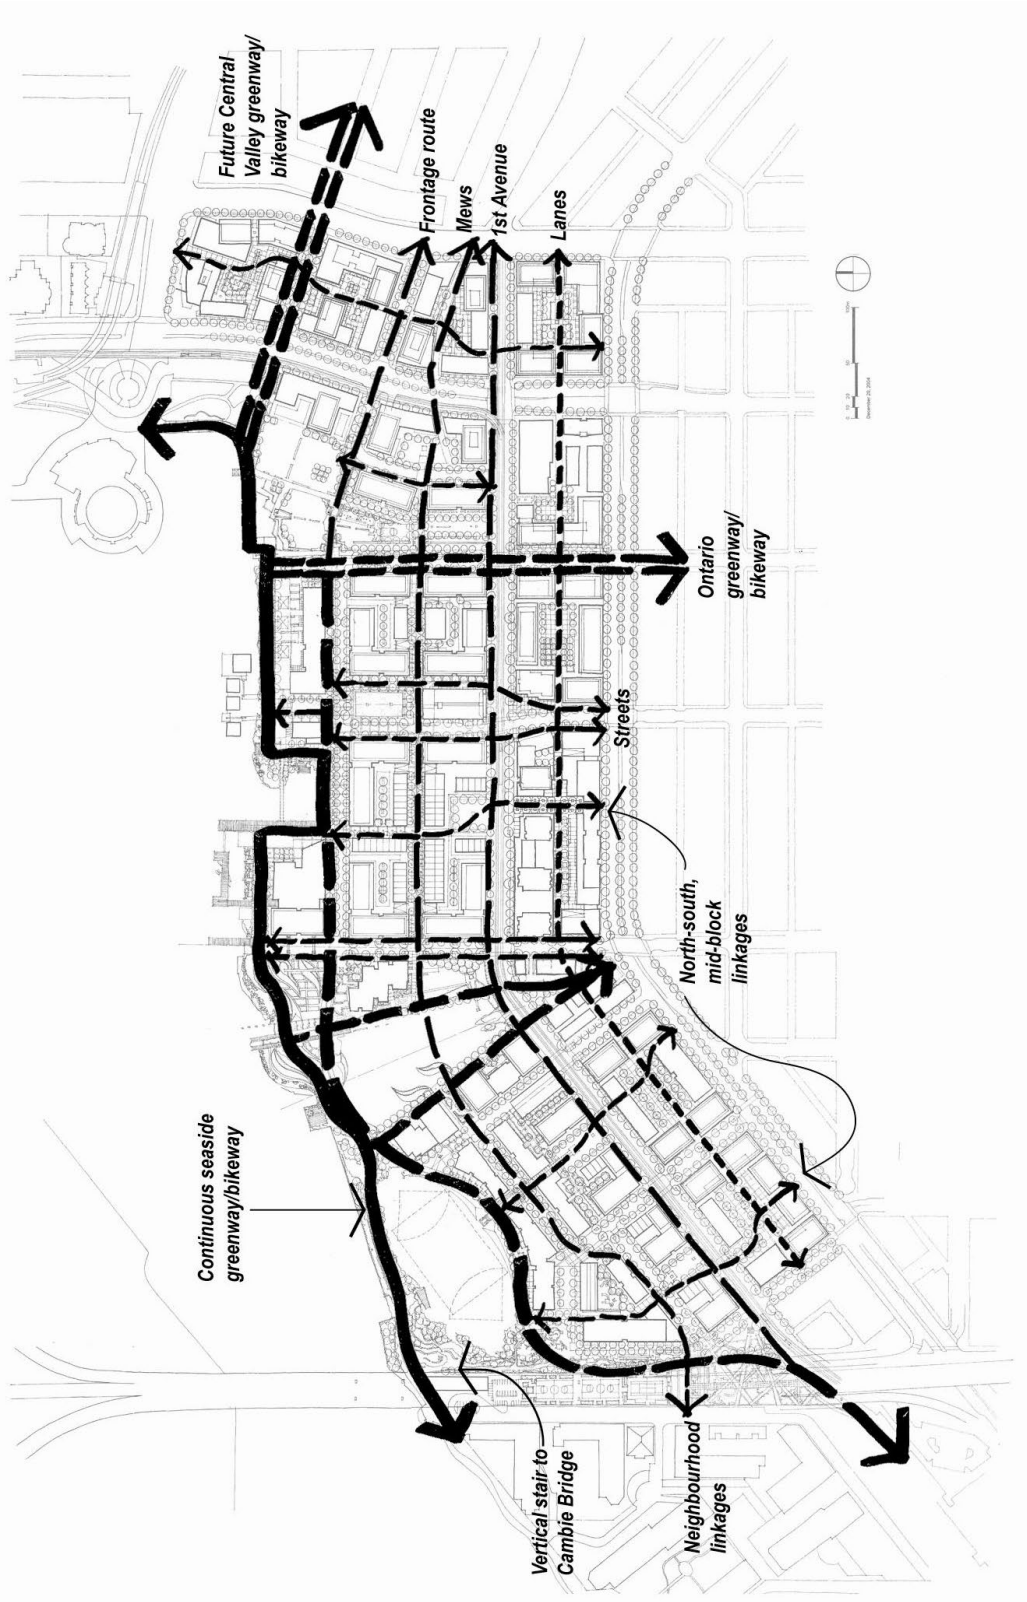 Future Central
Valley greenway/
bikeway
Frontage route
Mews
1st Avenue
Lanes
Ontario
greenway/
bikeway
Streets
North-south,
mid-block
linkages
Continuous seaside
greenway/bikeway
Vertical stair to
Cambie Bridge
Neighbourhood
linkages